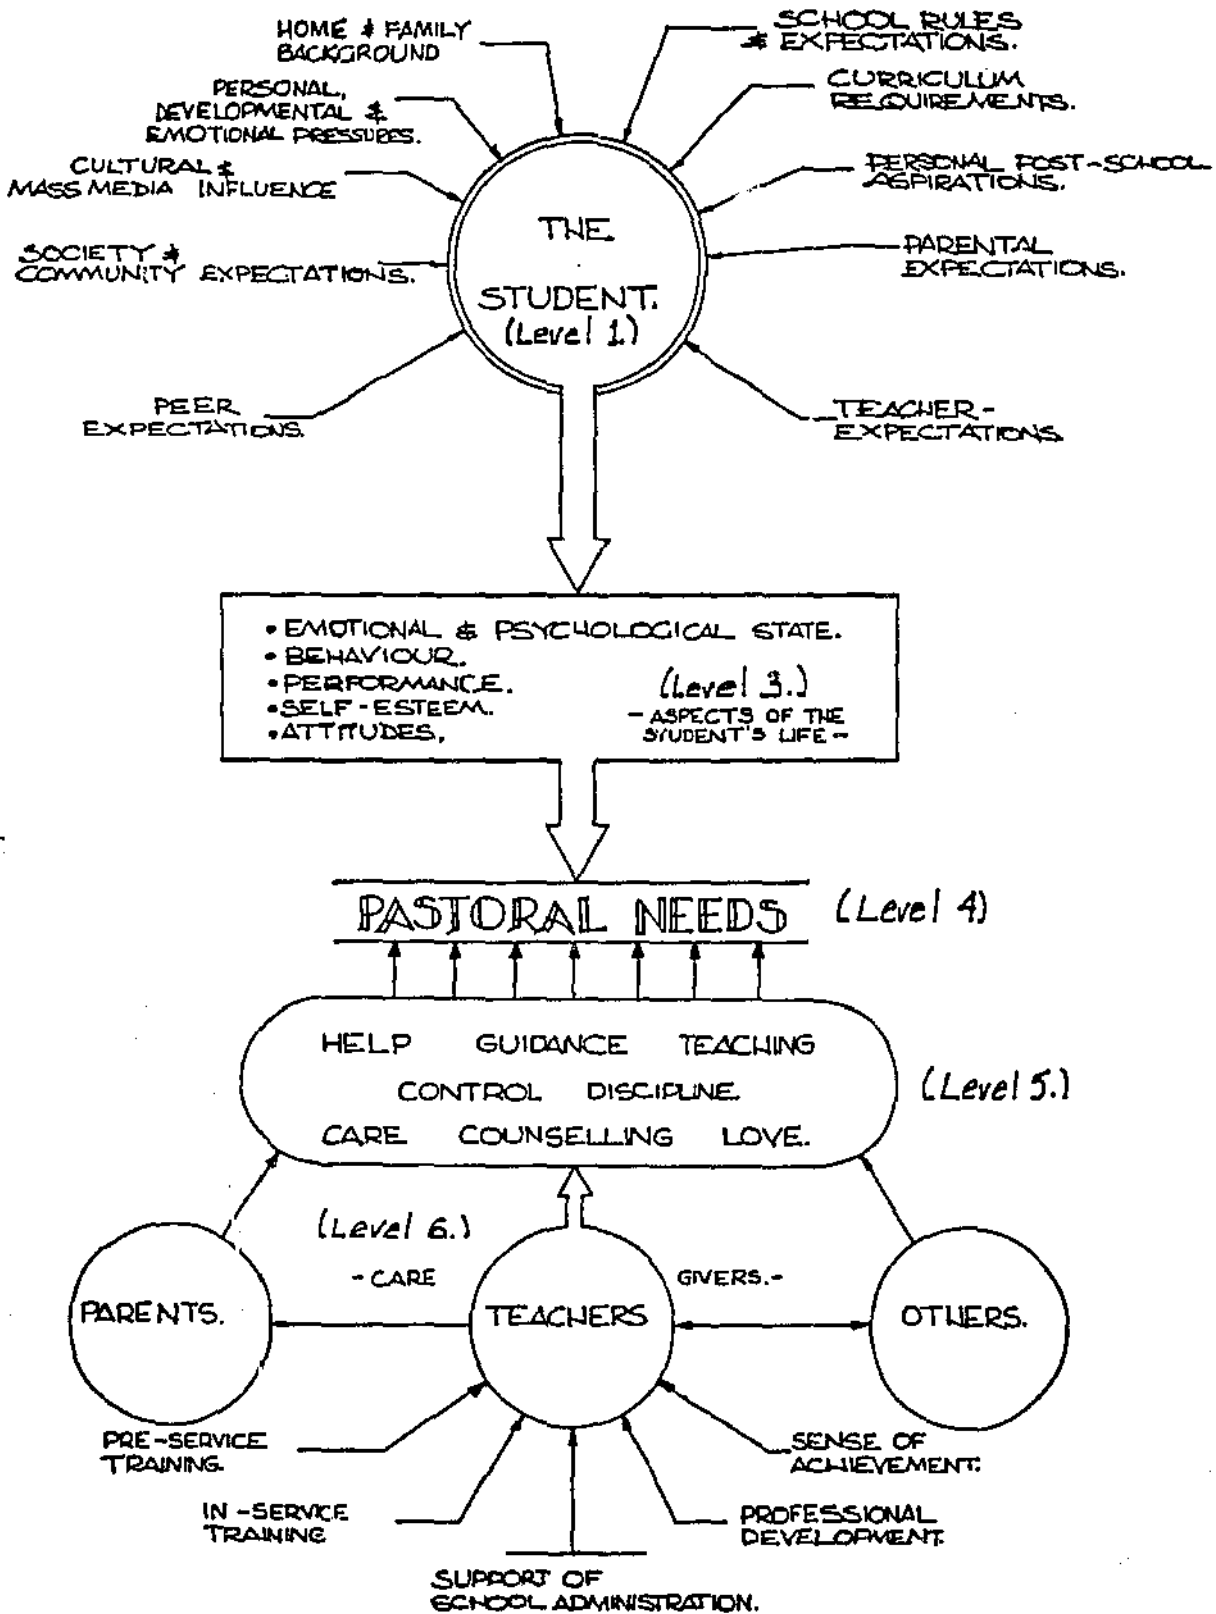 HOME & FAMILY
BACKGROUND
SCHOOL RULES
& EXPECTATIONS.
PERSONAL,
DEVELOPMENTAL &
EMOTIONAL PRESSURES.
CURRICULUM
REQUIREMENTS.
CULTURAL &
MASS MEDIA INFLUENCE
PERSONAL POST-SCHOOL
ASPIRATIONS.
SOCIETY &
COMMUNITY EXPECTATIONS.
PARENTAL
EXPECTATIONS.
THE
STUDENT.
(Level 1.)
PEER
EXPECTATIONS.
TEACHER-
EXPECTATIONS
• EMOTIONAL & PSYCHOLOGICAL STATE.
• BEHAVIOUR.
• PERFORMANCE.
• SELF-ESTEEM.
• ATTITUDES.
(Level 3.)
- ASPECTS OF THE
STUDENT'S LIFE -
PASTORAL NEEDS
(Level 4)
HELP GUIDANCE TEACHING
CONTROL DISCIPLINE.
CARE COUNSELLING LOVE.
(Level 5.)
(Level 6.)
- CARE GIVERS.-
PARENTS.
TEACHERS
OTHERS.
PRE-SERVICE
TRAINING.
SENSE OF
ACHIEVEMENT.
IN-SERVICE
TRAINING
PROFESSIONAL
DEVELOPMENT.
SUPPORT OF
SCHOOL ADMINISTRATION.